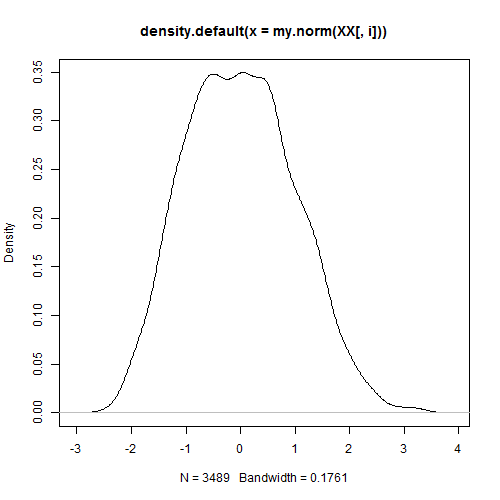 density.default(x = my.norm(XX[, i]))
Density
0.35
0.30
0.25
0.20
0.15
0.10
0.05
0.00
-3 -2 -1 0 1 2 3 4
N = 3489 Bandwidth = 0.1761